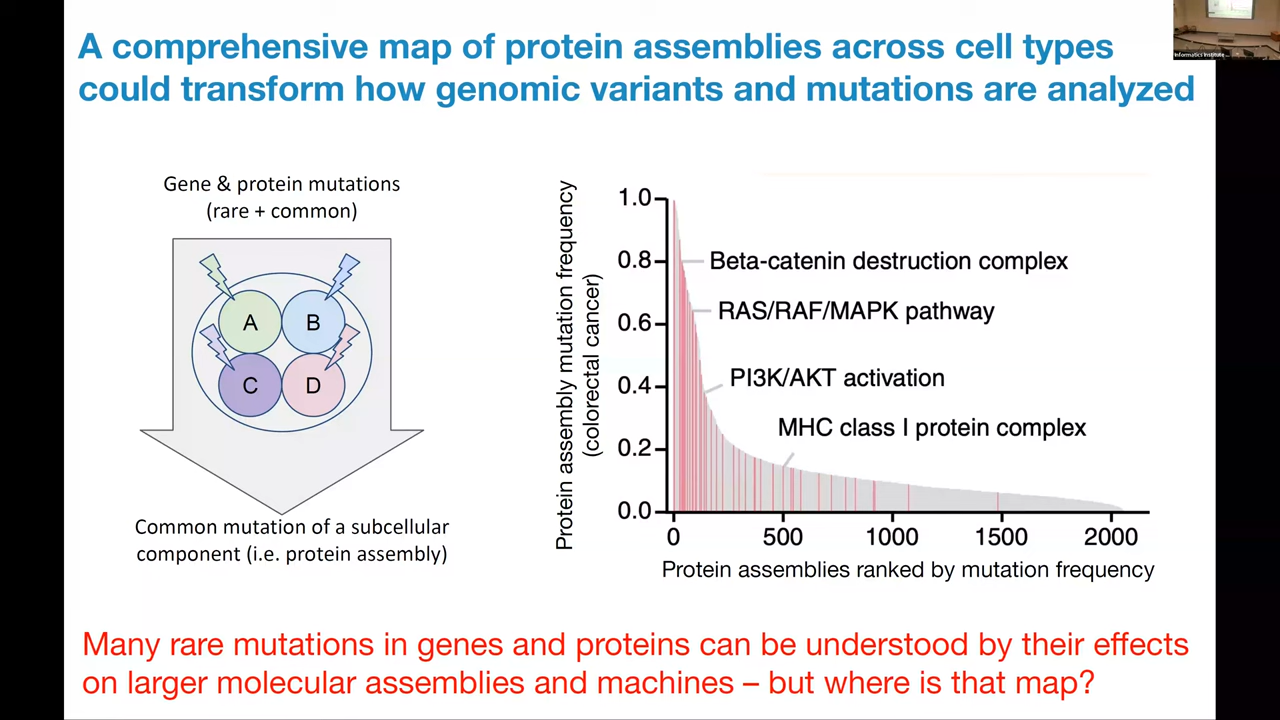 A comprehensive map of protein assemblies across cell types
could transform how genomic variants and mutations are analyzed
Informatics Institute
Gene & protein mutations
(rare + common)
A
B
C
D
Common mutation of a subcellular
component (i.e. protein assembly)
Protein assembly mutation frequency
(colorectal cancer)
1.0
0.8
0.6
0.4
0.2
0.0
Beta-catenin destruction complex
RAS/RAF/MAPK pathway
PI3K/AKT activation
MHC class I protein complex
0 500 1000 1500 2000
Protein assemblies ranked by mutation frequency
Many rare mutations in genes and proteins can be understood by their effects
on larger molecular assemblies and machines – but where is that map?